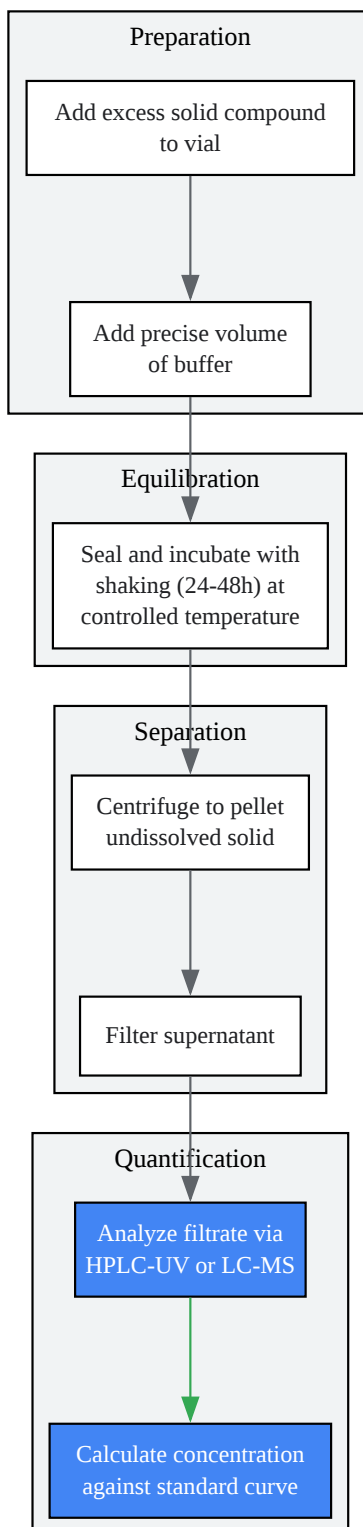 Preparation
Add excess solid compound
to vial
Add precise volume
of buffer
Equilibration
Seal and incubate with
shaking (24-48h) at
controlled temperature
Separation
Centrifuge to pellet
undissolved solid
Filter supernatant
Quantification
Analyze filtrate via
HPLC-UV or LC-MS
Calculate concentration
against standard curve